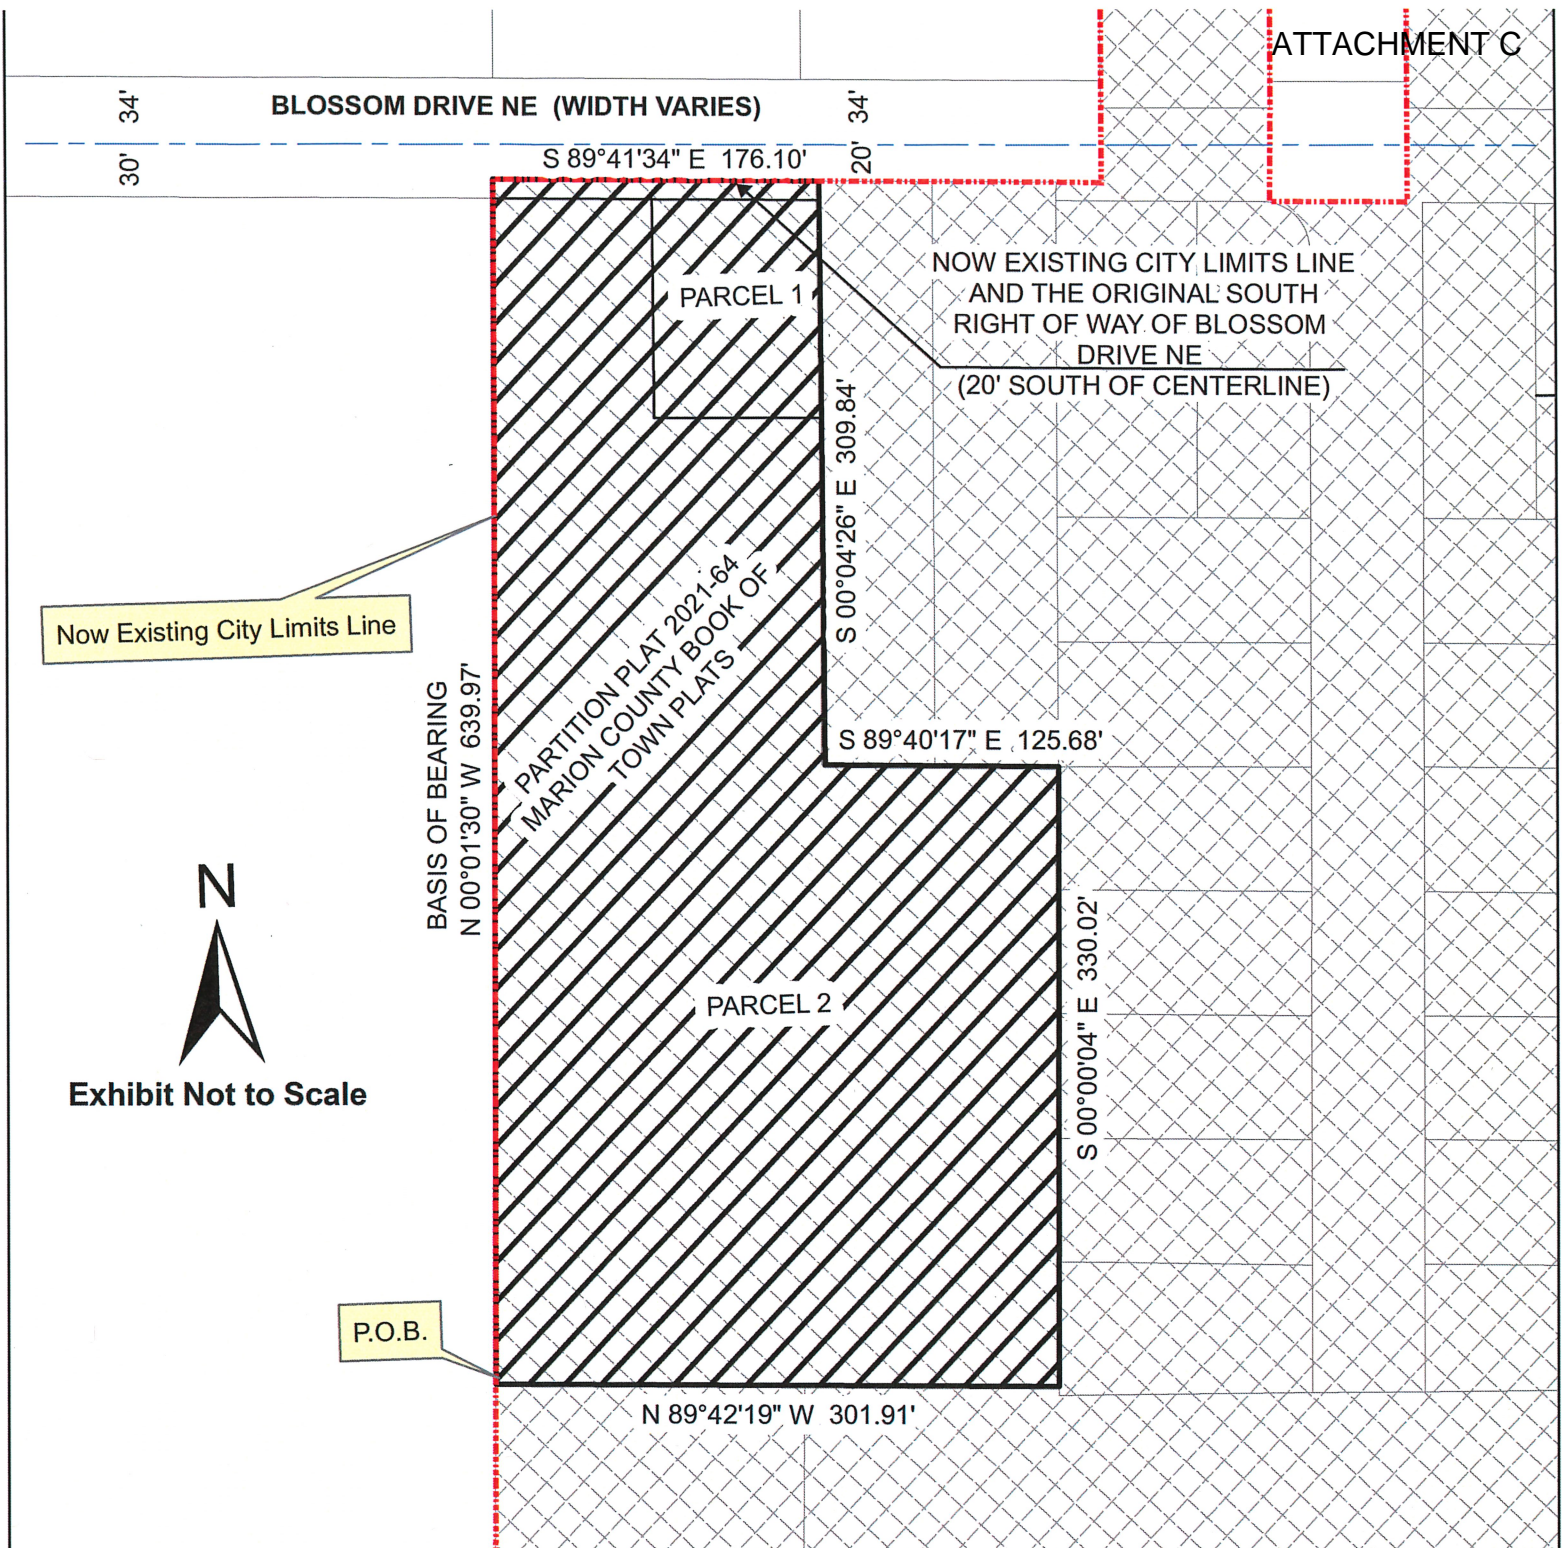 ATTACHMENT C
34'
BLOSSOM DRIVE NE (WIDTH VARIES)
34'
30'
S 89°41'34" E 176.10'
20'
NOW EXISTING CITY LIMITS LINE
AND THE ORIGINAL SOUTH
RIGHT OF WAY OF BLOSSOM
DRIVE NE
(20' SOUTH OF CENTERLINE)
PARCEL 1
S 00°04'26" E 309.84'
Now Existing City Limits Line
PARTITION PLAT 2021-64
MARION COUNTY BOOK OF
TOWN PLATS
BASIS OF BEARING
N 00°01'30" W 639.97'
S 89°40'17" E 125.68'
N
Exhibit Not to Scale
PARCEL 2
S 00°00'04" E 330.02'
P.O.B.
N 89°42'19" W 301.91'